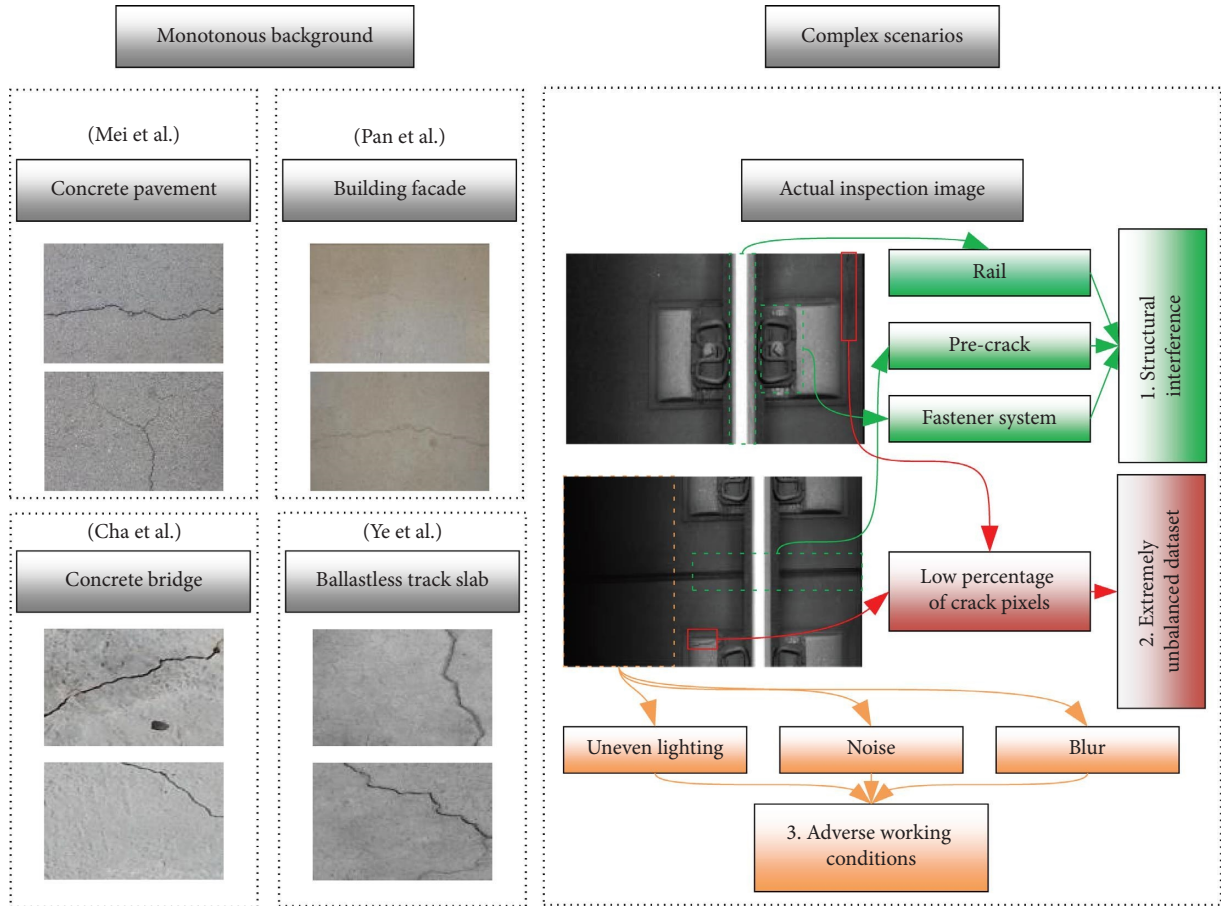 Monotonous background
Complex scenarios
(Mei et al.)
Concrete pavement
(Pan et al.)
Building facade
(Cha et al.)
Concrete bridge
(Ye et al.)
Ballastless track slab
Actual inspection image
Rail
Pre-crack
Fastener system
1. Structural
interference
Low percentage
of crack pixels
2. Extremely
unbalanced dataset
Uneven lighting
Noise
Blur
3. Adverse working
conditions